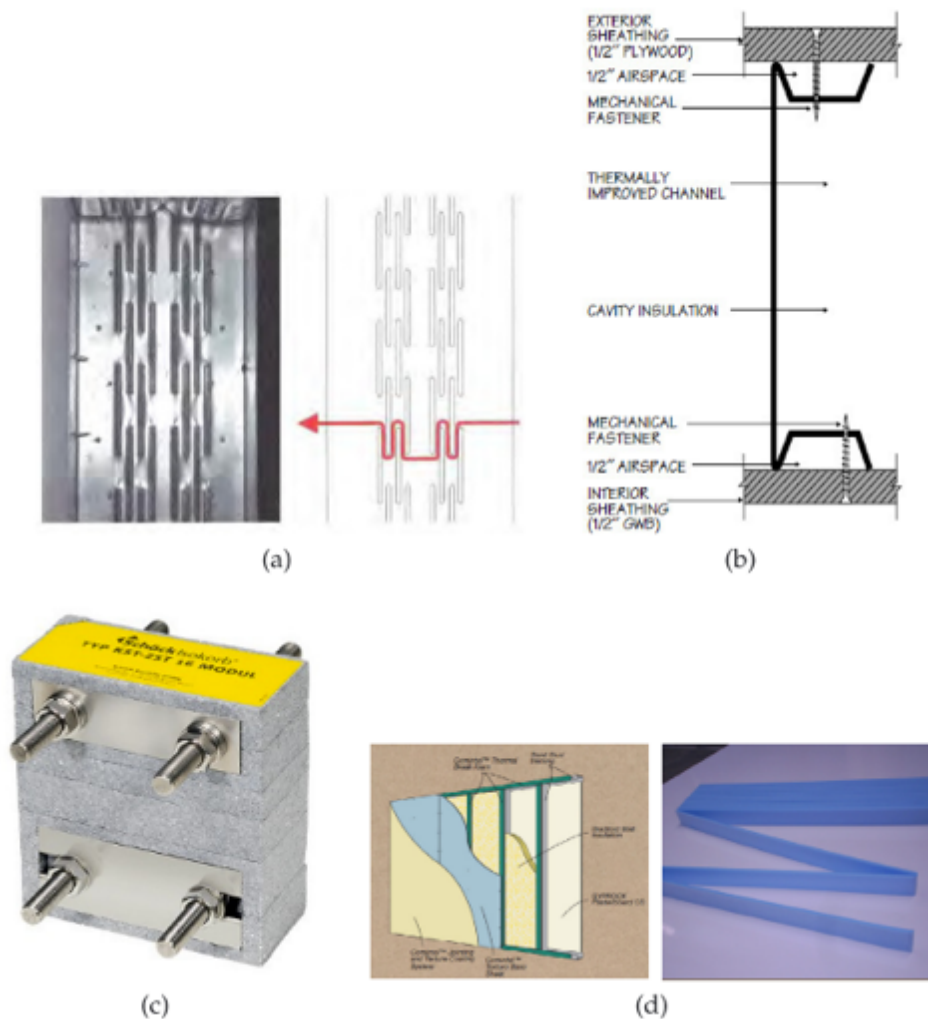 EXTERIOR
SHEATHING
(1/2" PLYWOOD)
1/2" AIRSPACE
MECHANICAL
FASTENER
THERMALLY
IMPROVED CHANNEL
CAVITY INSULATION
MECHANICAL
FASTENER
1/2" AIRSPACE
INTERIOR
SHEATHING
(1/2" GWB)
(a)
(b)
Schöck Isokorb®
TYP KST-ZST 16 MODUL
(c)
(d)